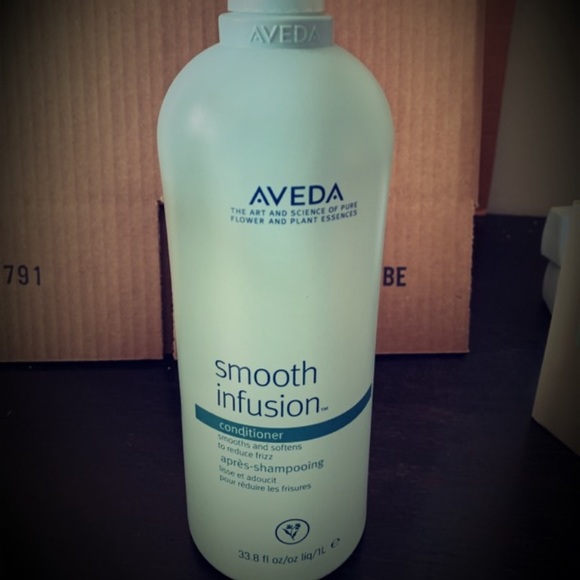 AVEDA
AVEDA
THE ART AND SCIENCE OF PURE
FLOWER AND PLANT ESSENCES
791
BE
smooth
infusion™
conditioner
smooths and softens
to reduce frizz
après-shampooing
lisse et adoucit
pour réduire les frisures
33.8 fl oz/oz liq/1L ℮